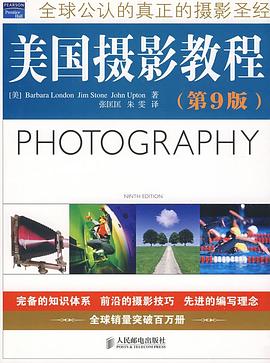 PEARSON
Prentice Hall
全球公认的真正的摄影圣经
美国摄影教程
(第9版)
[美] Barbara London Jim Stone John Upton 著
张匡匡 朱雯 译
PHOTOGRAPHY
NINTH EDITION
完备的知识体系 前沿的摄影技巧 先进的编写理念
全球销量突破百万册
人民邮电出版社
POSTS & TELECOM PRESS